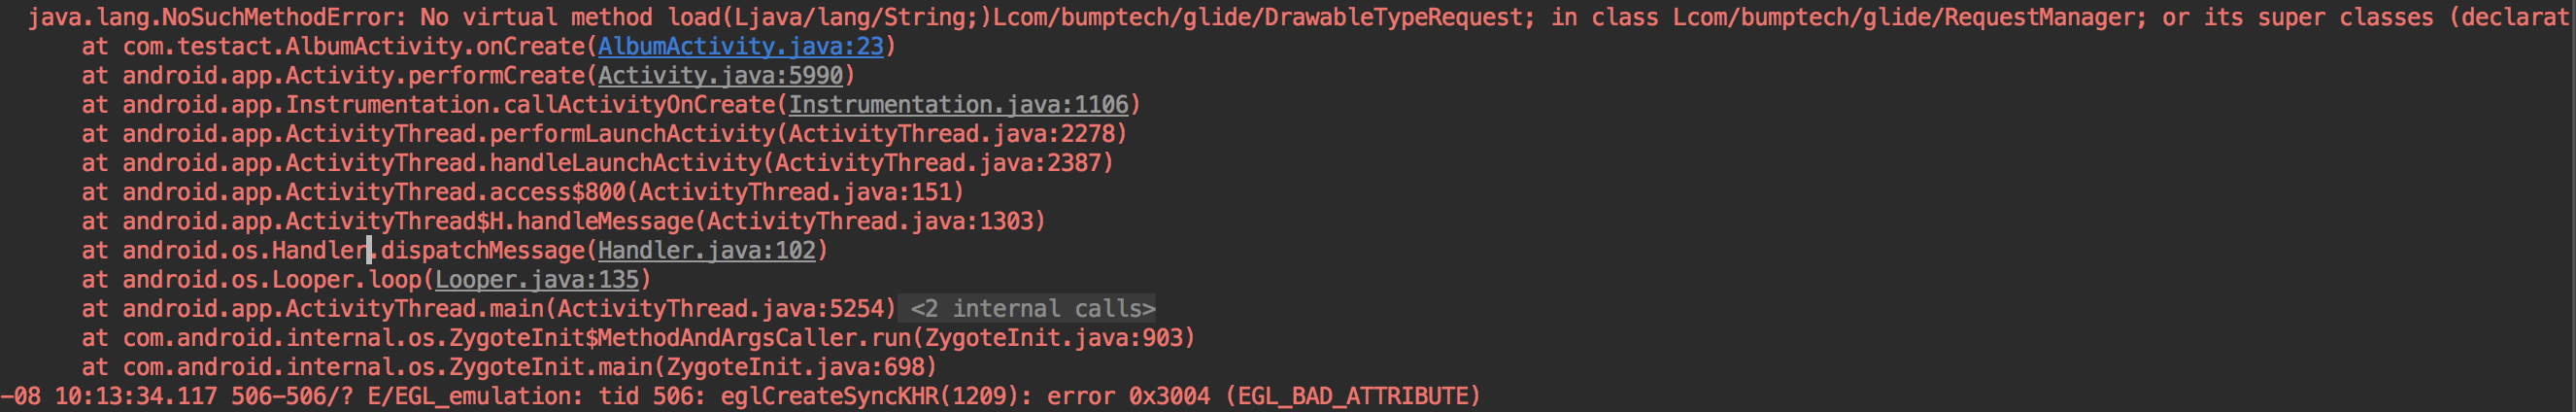 java.lang.NoSuchMethodError: No virtual method load(Ljava/lang/String;)Lcom/bumptech/glide/DrawableTypeRequest; in class Lcom/bumptech/glide/RequestManager; or its super classes (declarat
at com.testact.AlbumActivity.onCreate(AlbumActivity.java:23)
at android.app.Activity.performCreate(Activity.java:5990)
at android.app.Instrumentation.callActivityOnCreate(Instrumentation.java:1106)
at android.app.ActivityThread.performLaunchActivity(ActivityThread.java:2278)
at android.app.ActivityThread.handleLaunchActivity(ActivityThread.java:2387)
at android.app.ActivityThread.access$800(ActivityThread.java:151)
at android.app.ActivityThread$H.handleMessage(ActivityThread.java:1303)
at android.os.Handler.dispatchMessage(Handler.java:102)
at android.os.Looper.loop(Looper.java:135)
at android.app.ActivityThread.main(ActivityThread.java:5254) <2 internal calls>
at com.android.internal.os.ZygoteInit$MethodAndArgsCaller.run(ZygoteInit.java:903)
at com.android.internal.os.ZygoteInit.main(ZygoteInit.java:698)
-08 10:13:34.117 506-506/? E/EGL_emulation: tid 506: eglCreateSyncKHR(1209): error 0x3004 (EGL_BAD_ATTRIBUTE)